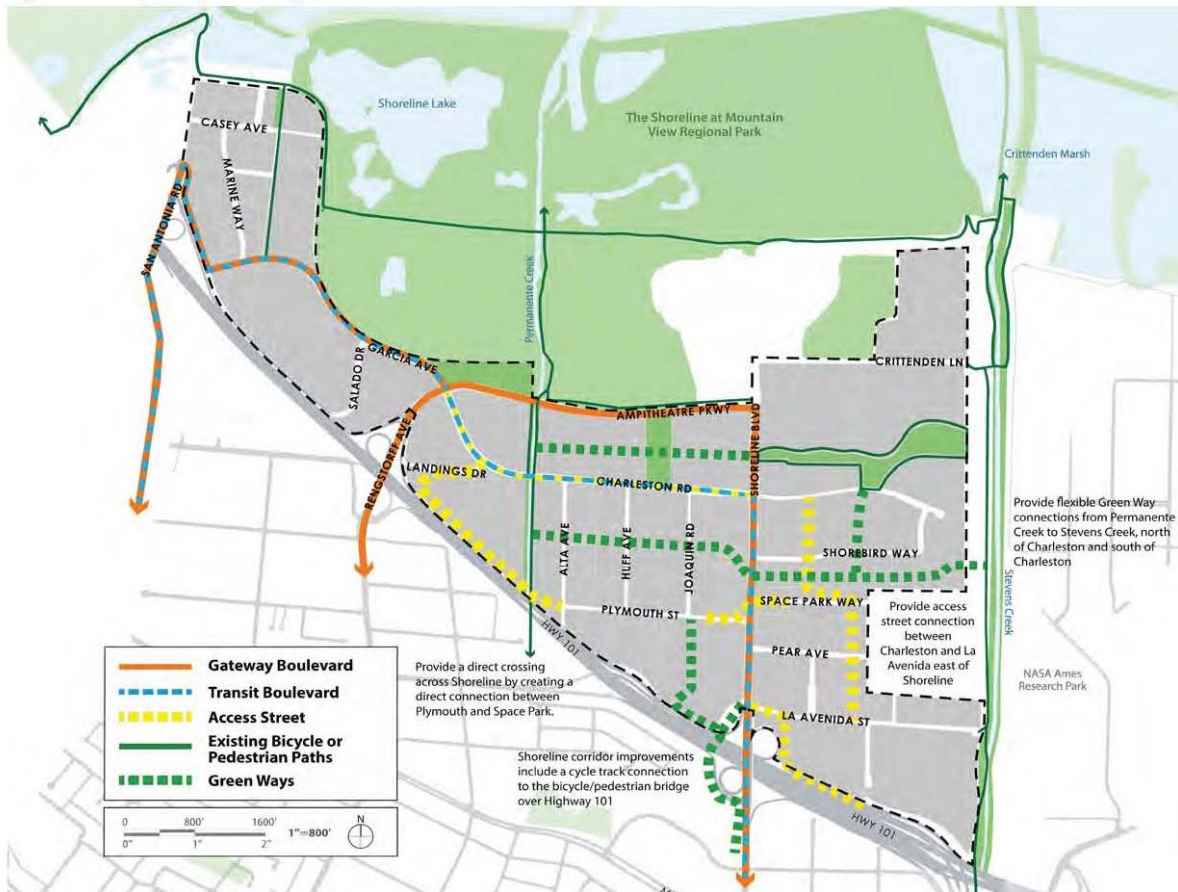 Shoreline Lake
The Shoreline at Mountain
View Regional Park
Crittenden Marsh
CASEY AVE
MARINE WAY
SAN ANTONIA RD
Permanente Creek
GARCIA AVE
SALADO DR
CRITTENDEN LN
AMPITHEATRE PKWY
SHORELINE BLVD
RENGSTORFF AVE
LANDINGS DR
CHARLESTON RD
Provide flexible Green Way
connections from Permanente
Creek to Stevens Creek, north
of Charleston and south of
Charleston
ALTA AVE
HUFF AVE
JOAQUIN RD
SHOREBIRD WAY
Stevens Creek
PLYMOUTH ST
SPACE PARK WAY
Provide access
street connection
between
Charleston and La
Avenida east of
Shoreline
HWY 101
PEAR AVE
NASA Ames
Research Park
Provide a direct crossing
across Shoreline by creating a
direct connection between
Plymouth and Space Park.
LA AVENIDA ST
Shoreline corridor improvements
include a cycle track connection
to the bicycle/pedestrian bridge
over Highway 101
HWY 101
Gateway Boulevard
Transit Boulevard
Access Street
Existing Bicycle or
Pedestrian Paths
Green Ways
0 800' 1600'
0" 1" 2"
1"=800'
N